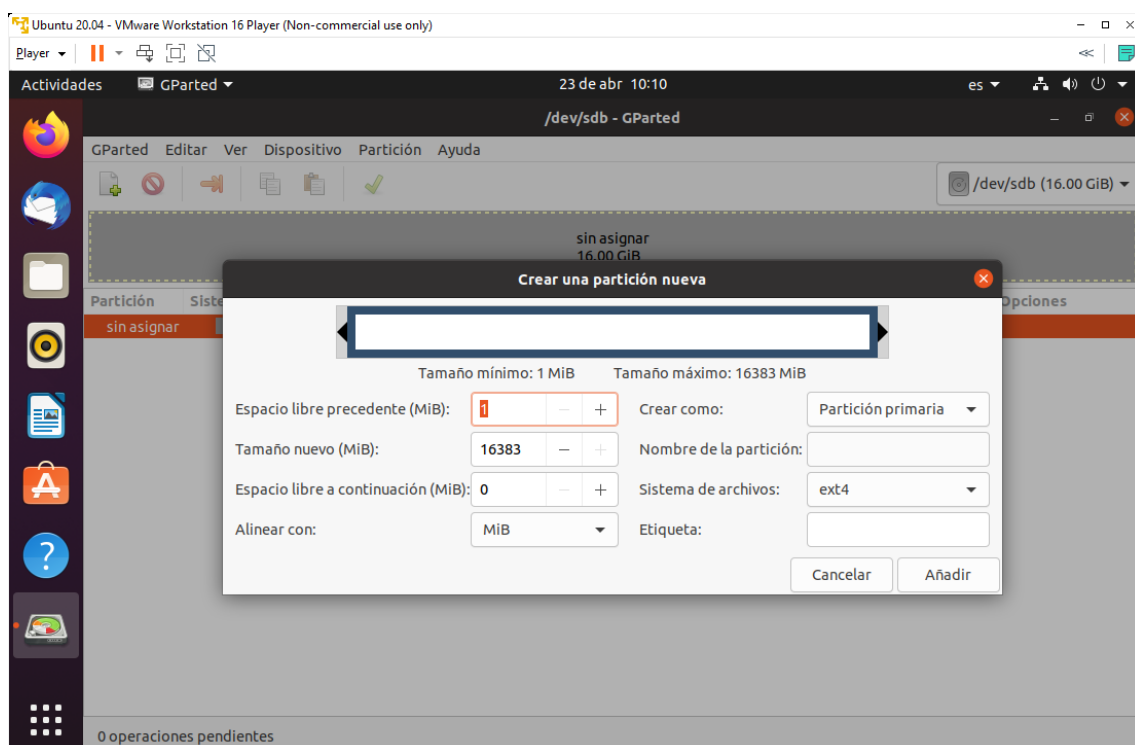 Ubuntu 20.04 - VMware Workstation 16 Player (Non-commercial use only)
Player
Actividades GParted 23 de abr 10:10 es
/dev/sdb - GParted
GParted Editar Ver Dispositivo Partición Ayuda
/dev/sdb (16.00 GiB)
sin asignar
16.00 GiB
Crear una partición nueva
Partición Siste Opciones
sin asignar
Tamaño mínimo: 1 MiB Tamaño máximo: 16383 MiB
Espacio libre precedente (MiB): 1 Crear como: Partición primaria
Tamaño nuevo (MiB): 16383 Nombre de la partición:
Espacio libre a continuación (MiB): 0 Sistema de archivos: ext4
Alinear con: MiB Etiqueta:
Cancelar Añadir
0 operaciones pendientes